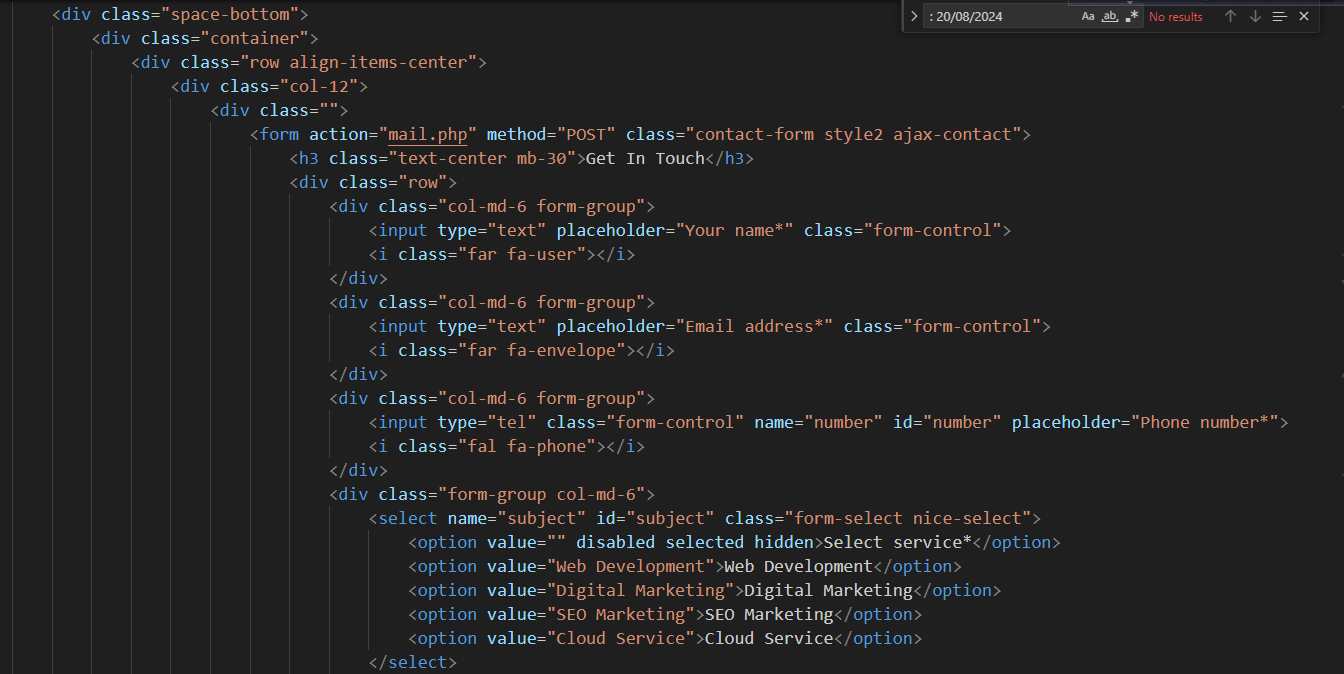 <div class="space-bottom">
: 20/08/2024 Aa ab .* No results
<div class="container">
<div class="row align-items-center">
<div class="col-12">
<div class="">
<form action="mail.php" method="POST" class="contact-form style2 ajax-contact">
<h3 class="text-center mb-30">Get In Touch</h3>
<div class="row">
<div class="col-md-6 form-group">
<input type="text" placeholder="Your name*" class="form-control">
<i class="far fa-user"></i>
</div>
<div class="col-md-6 form-group">
<input type="text" placeholder="Email address*" class="form-control">
<i class="far fa-envelope"></i>
</div>
<div class="col-md-6 form-group">
<input type="tel" class="form-control" name="number" id="number" placeholder="Phone number*">
<i class="fal fa-phone"></i>
</div>
<div class="form-group col-md-6">
<select name="subject" id="subject" class="form-select nice-select">
<option value="" disabled selected hidden>Select service*</option>
<option value="Web Development">Web Development</option>
<option value="Digital Marketing">Digital Marketing</option>
<option value="SEO Marketing">SEO Marketing</option>
<option value="Cloud Service">Cloud Service</option>
</select>